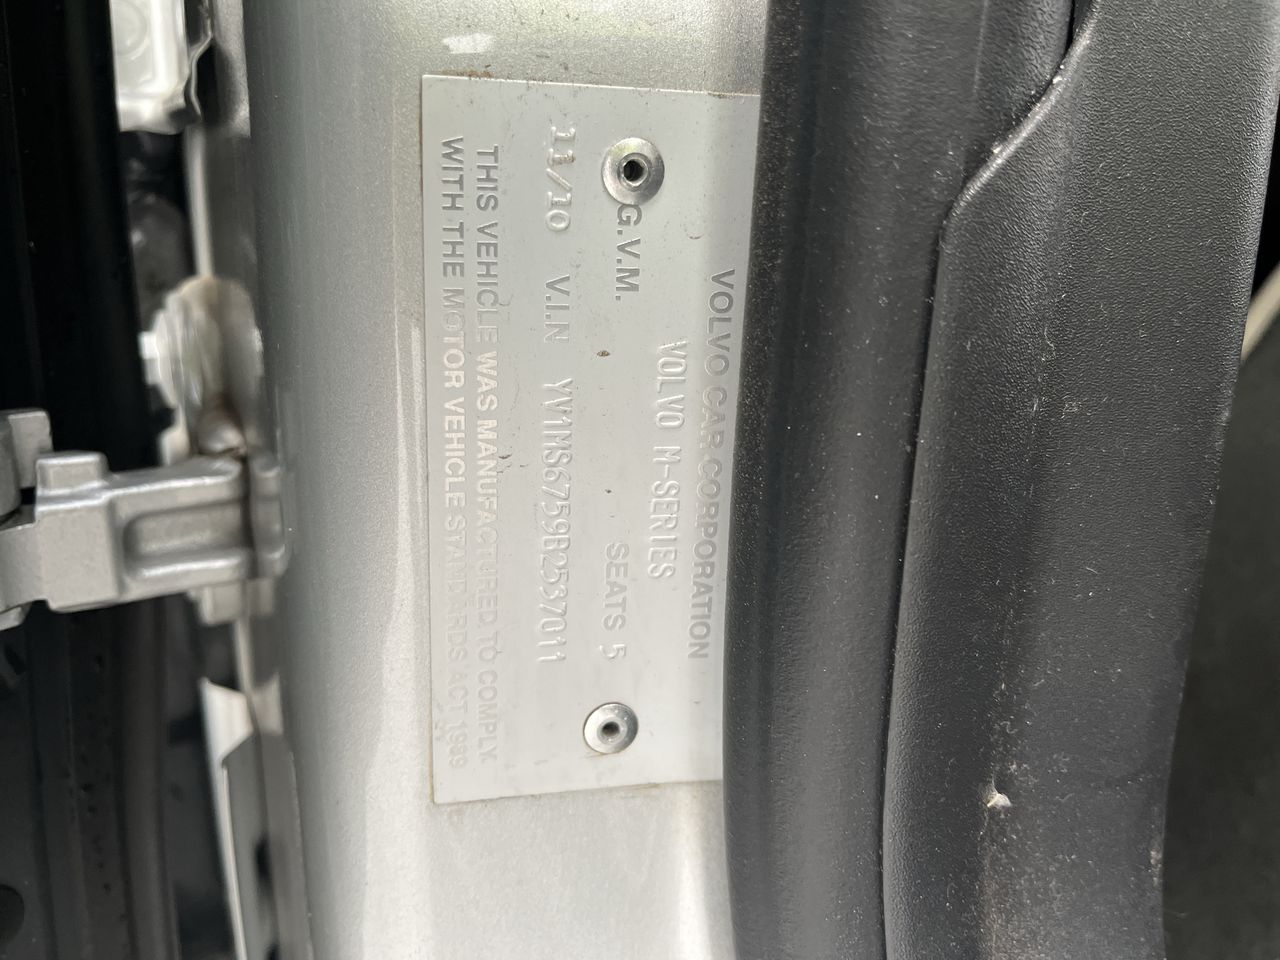 VOLVO CAR CORPORATION
VOLVO M-SERIES
G.V.M. SEATS 5
11/10 V.I.N YV1MS6759B2537011
THIS VEHICLE WAS MANUFACTURED TO COMPLY
WITH THE MOTOR VEHICLE STANDARDS ACT 1989